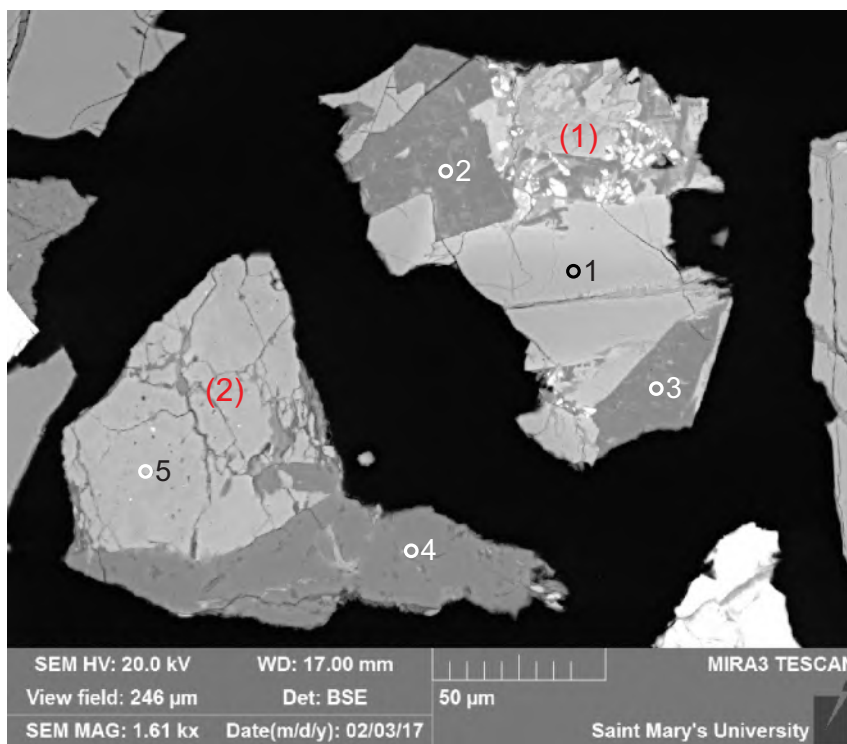 (1)
2
1
3
(2)
5
4
SEM HV: 20.0 kV WD: 17.00 mm MIRA3 TESCAN
View field: 246 µm Det: BSE 50 µm
SEM MAG: 1.61 kx Date(m/d/y): 02/03/17 Saint Mary's University